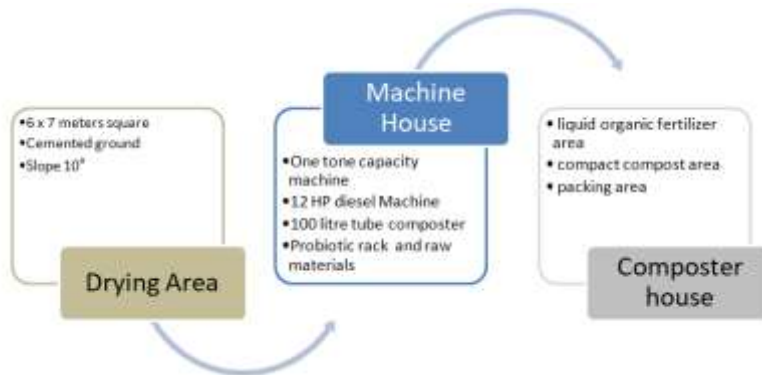 •6 x 7 meters square
•Cemented ground
•Slope 10°
Drying Area
Machine
House
•One tone capacity
machine
•12 HP diesel Machine
•100 litre tube composter
•Probiotic rack and raw
materials
• liquid organic fertilizer
area
• compact compost area
• packing area
Composter
house